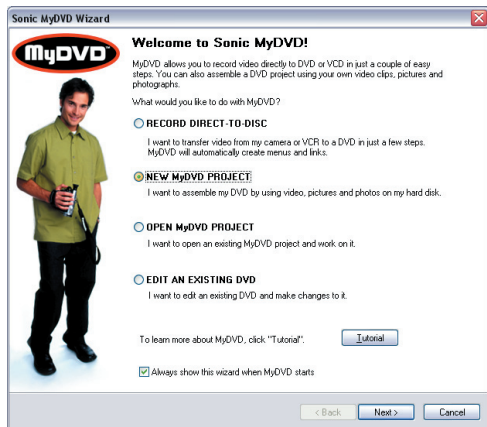 Sonic MyDVD Wizard
MyDVD
Welcome to Sonic MyDVD!
MyDVD allows you to record video directly to DVD or VCD in just a couple of easy
steps. You can also assemble a DVD project using your own video clips, pictures and
photographs.
What would you like to do with MyDVD?
RECORD DIRECT-TO-DISC
I want to transfer video from my camera or VCR to a DVD in just a few steps.
MyDVD will automatically create menus and links.
NEW MyDVD PROJECT
I want to assemble my DVD by using video, pictures and photos on my hard disk.
OPEN MyDVD PROJECT
I want to open an existing MyDVD project and work on it.
EDIT AN EXISTING DVD
I want to edit an existing DVD and make changes to it.
To learn more about MyDVD, click "Tutorial".
Tutorial
Always show this wizard when MyDVD starts
< Back
Next >
Cancel